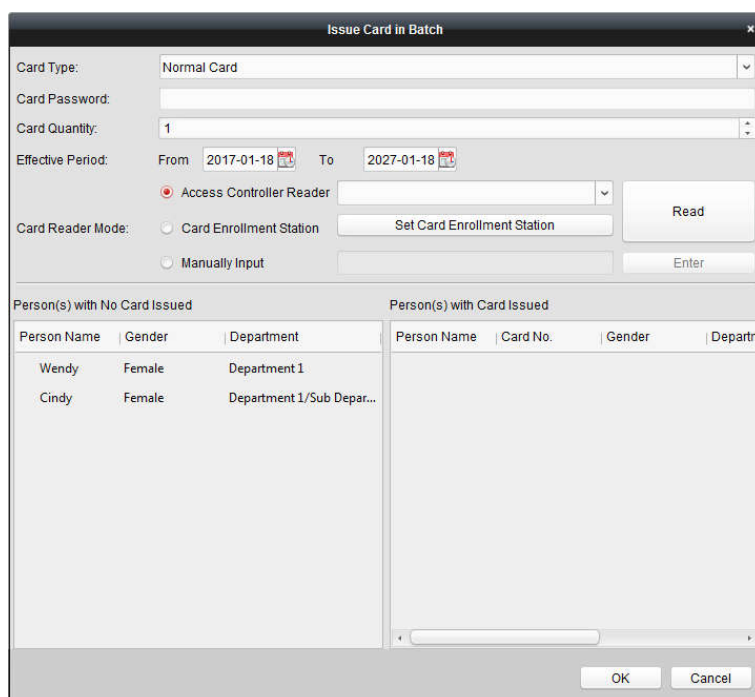 Issue Card in Batch
Card Type: Normal Card
Card Password:
Card Quantity: 1
Effective Period: From 2017-01-18 To 2027-01-18
Access Controller Reader
Read
Card Reader Mode: Card Enrollment Station Set Card Enrollment Station
Manually Input Enter
Person(s) with No Card Issued Person(s) with Card Issued
Person Name Gender Department Person Name Card No. Gender Departm
Wendy Female Department 1
Cindy Female Department 1/Sub Depar...
OK Cancel